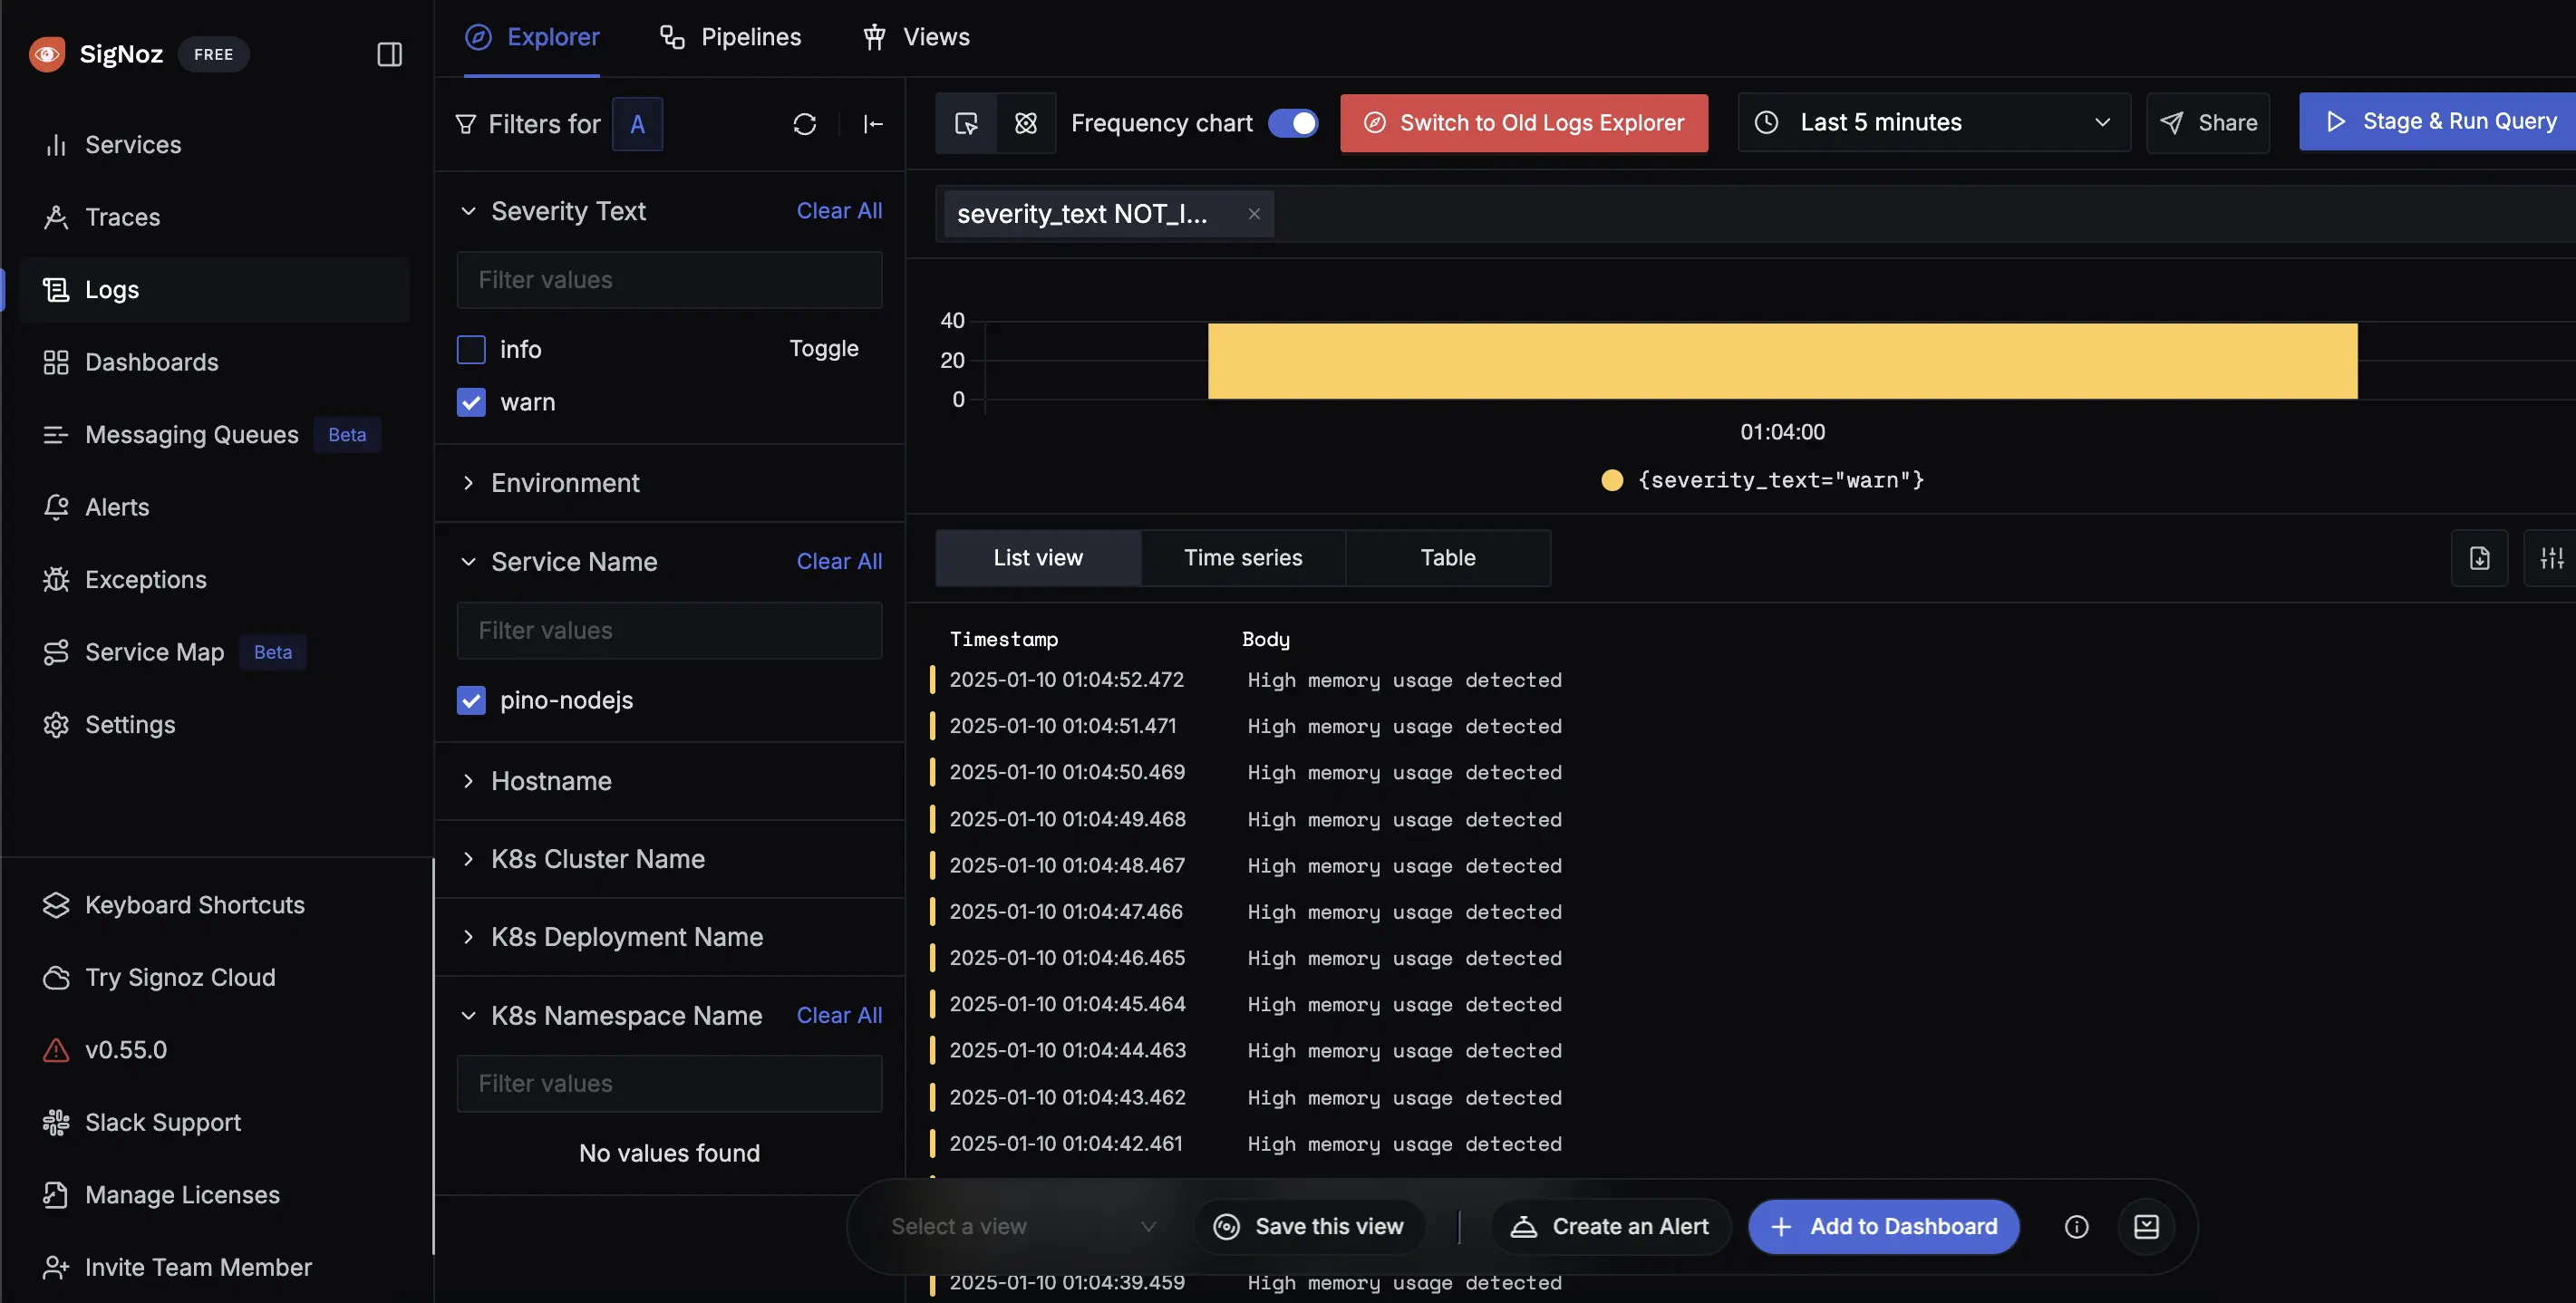 SigNoz FREE
Services
Traces
Logs
Dashboards
Messaging Queues Beta
Alerts
Exceptions
Service Map Beta
Settings
Keyboard Shortcuts
Try Signoz Cloud
v0.55.0
Slack Support
Manage Licenses
Invite Team Member
Explorer Pipelines Views
Filters for A
Severity Text Clear All
Filter values
info Toggle
warn
Environment
Service Name Clear All
Filter values
pino-nodejs
Hostname
K8s Cluster Name
K8s Deployment Name
K8s Namespace Name Clear All
Filter values
No values found
Frequency chart Switch to Old Logs Explorer Last 5 minutes Share Stage & Run Query
severity_text NOT_I...
40
20
0
01:04:00
{severity_text="warn"}
List view Time series Table
Timestamp Body
2025-01-10 01:04:52.472 High memory usage detected
2025-01-10 01:04:51.471 High memory usage detected
2025-01-10 01:04:50.469 High memory usage detected
2025-01-10 01:04:49.468 High memory usage detected
2025-01-10 01:04:48.467 High memory usage detected
2025-01-10 01:04:47.466 High memory usage detected
2025-01-10 01:04:46.465 High memory usage detected
2025-01-10 01:04:45.464 High memory usage detected
2025-01-10 01:04:44.463 High memory usage detected
2025-01-10 01:04:43.462 High memory usage detected
2025-01-10 01:04:42.461 High memory usage detected
Select a view Save this view Create an Alert Add to Dashboard
2025-01-10 01:04:39.459 High memory usage detected